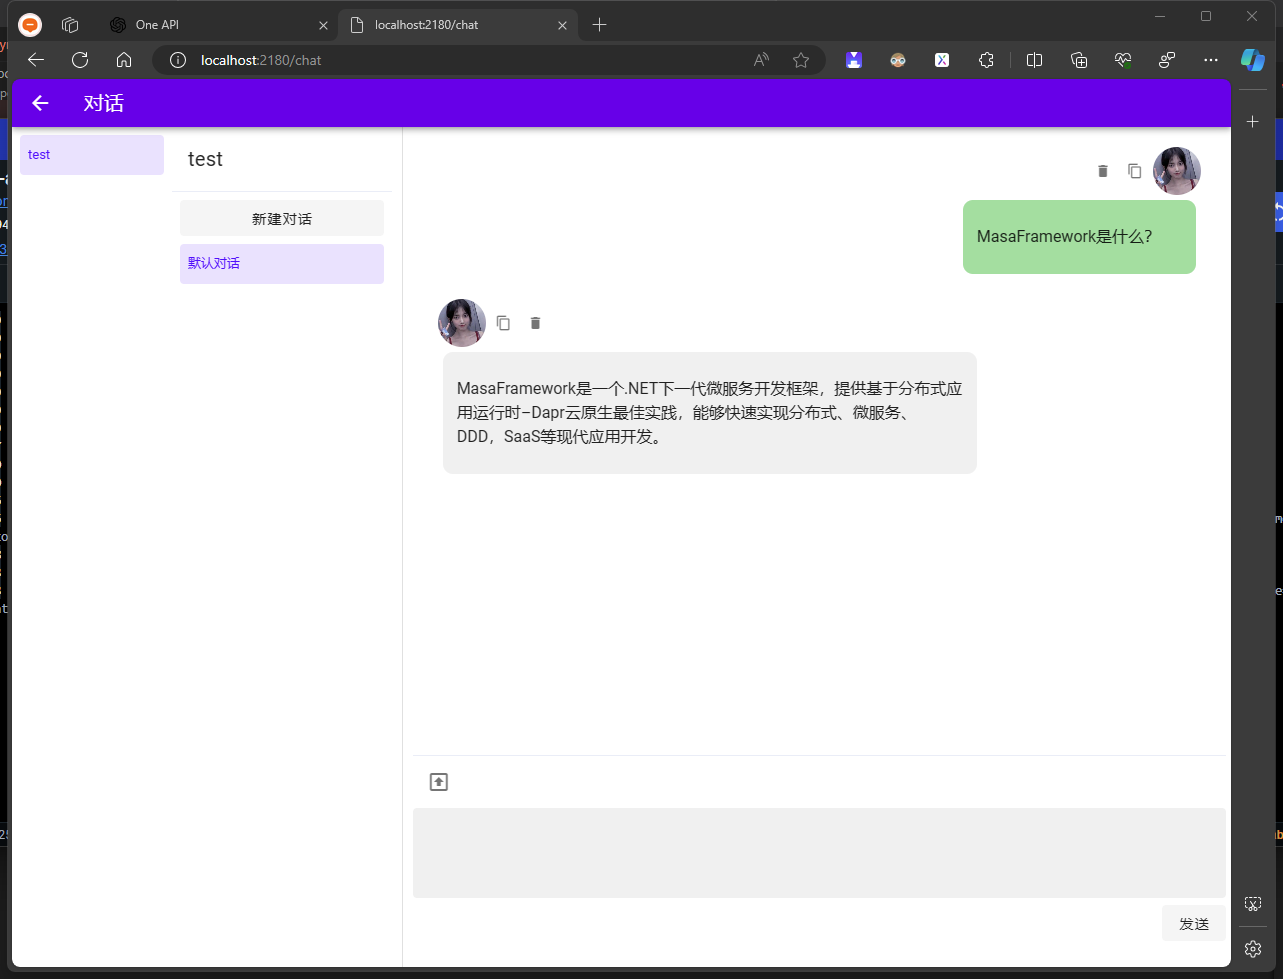 One API
localhost:2180/chat
localhost:2180/chat
对话
test
test
新建对话
默认对话
MasaFramework是什么?
MasaFramework是一个.NET下一代微服务开发框架，提供基于分布式应
用运行时–Dapr云原生最佳实践，能够快速实现分布式、微服务、
DDD，SaaS等现代应用开发。
发送